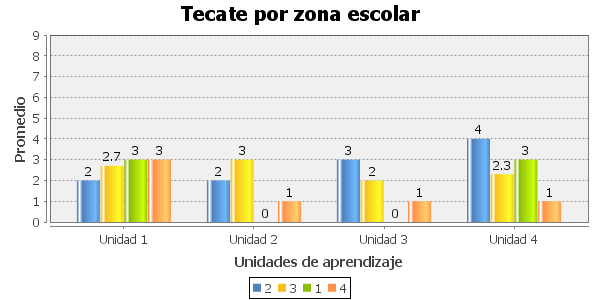 Tecate por zona escolar
Promedio
9
8
7
6
5
4
3
2
1
0
2 2.7 3 3
2 3 0 1
3 2 0 1
4 2.3 3 1
Unidad 1 Unidad 2 Unidad 3 Unidad 4
Unidades de aprendizaje
2 3 1 4